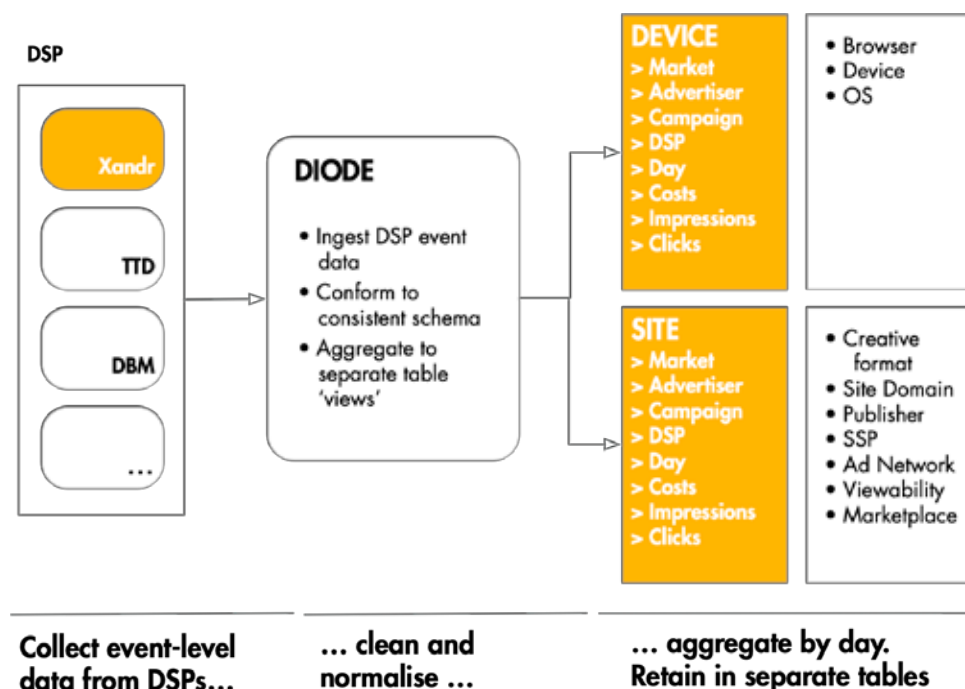 DSP
Xandr
TTD
DBM
...
DIODE
• Ingest DSP event
data
• Conform to
consistent schema
• Aggregate to
separate table
‘views’
DEVICE
> Market
> Advertiser
> Campaign
> DSP
> Day
> Costs
> Impressions
> Clicks
• Browser
• Device
• OS
SITE
> Market
> Advertiser
> Campaign
> DSP
> Day
> Costs
> Impressions
> Clicks
• Creative
format
• Site Domain
• Publisher
• SSP
• Ad Network
• Viewability
• Marketplace
Collect event-level
data from DSPs...
... clean and
normalise ...
... aggregate by day.
Retain in separate tables